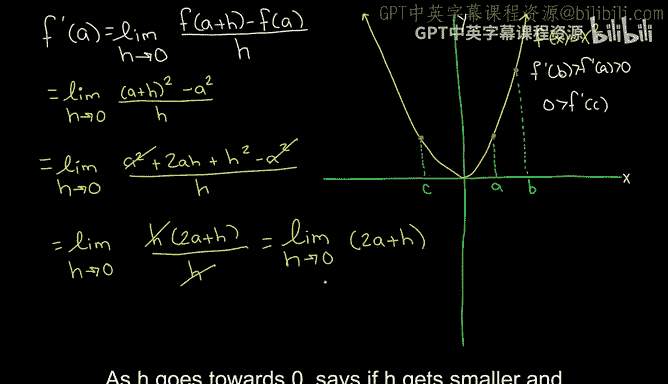 GPT中英字幕课程资源@bilibili.com
GPT中英字幕课程资源 bilibili
f'(a) = lim h→0 f(a+h)-f(a) / h
= lim h→0 (a+h)² - a² / h
= lim h→0 a² + 2ah + h² - a² / h
= lim h→0 h(2a+h) / h = lim h→0 (2a+h)
y
f'(b)>f'(a)>0
0>f'(c)
c a b x
As h goes towards 0, says if h gets smaller and